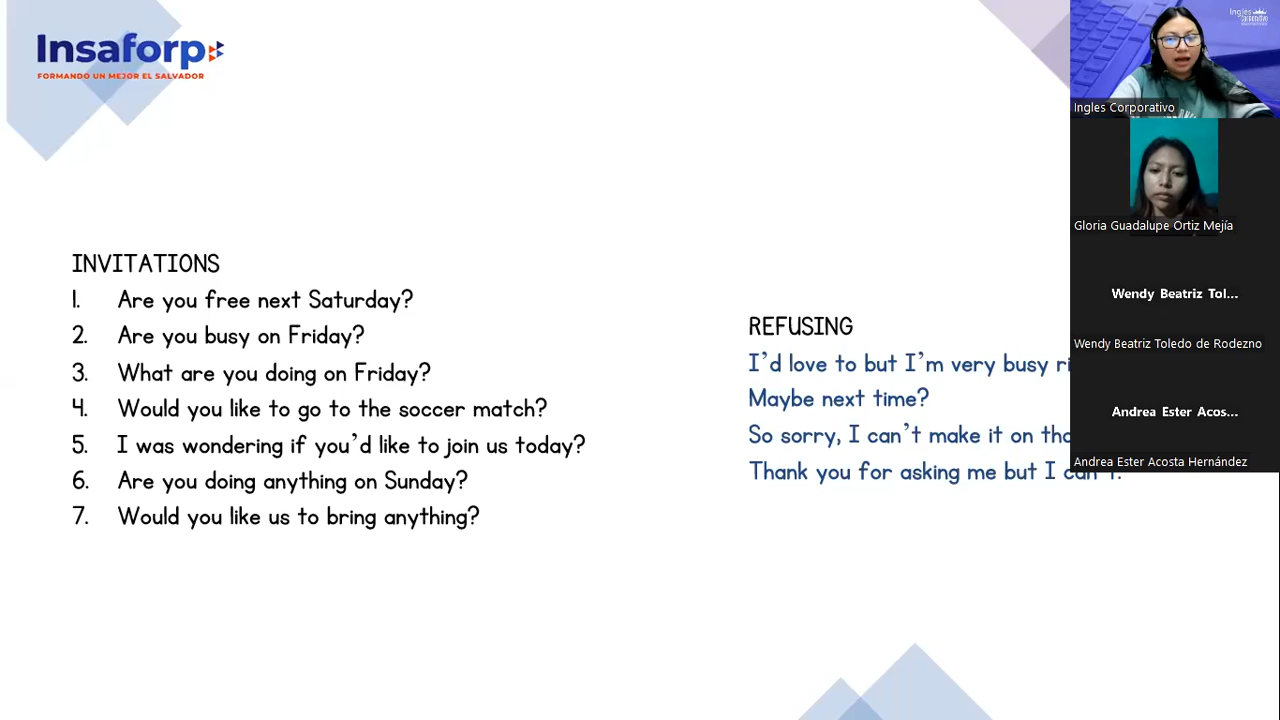 Insaforp
FORMANDO UN MEJOR EL SALVADOR
INVITATIONS
1. Are you free next Saturday?
2. Are you busy on Friday?
3. What are you doing on Friday?
4. Would you like to go to the soccer match?
5. I was wondering if you’d like to join us today?
6. Are you doing anything on Sunday?
7. Would you like us to bring anything?
REFUSING
I’d love to but I’m very busy
Maybe next time?
So sorry, I can’t make it on
Thank you for asking me but I can't.
Ingles Corporativo
Gloria Guadalupe Ortiz Mejía
Wendy Beatriz Tol...
Wendy Beatriz Toledo de Rodezno
Andrea Ester Acos...
Andrea Ester Acosta Hernández